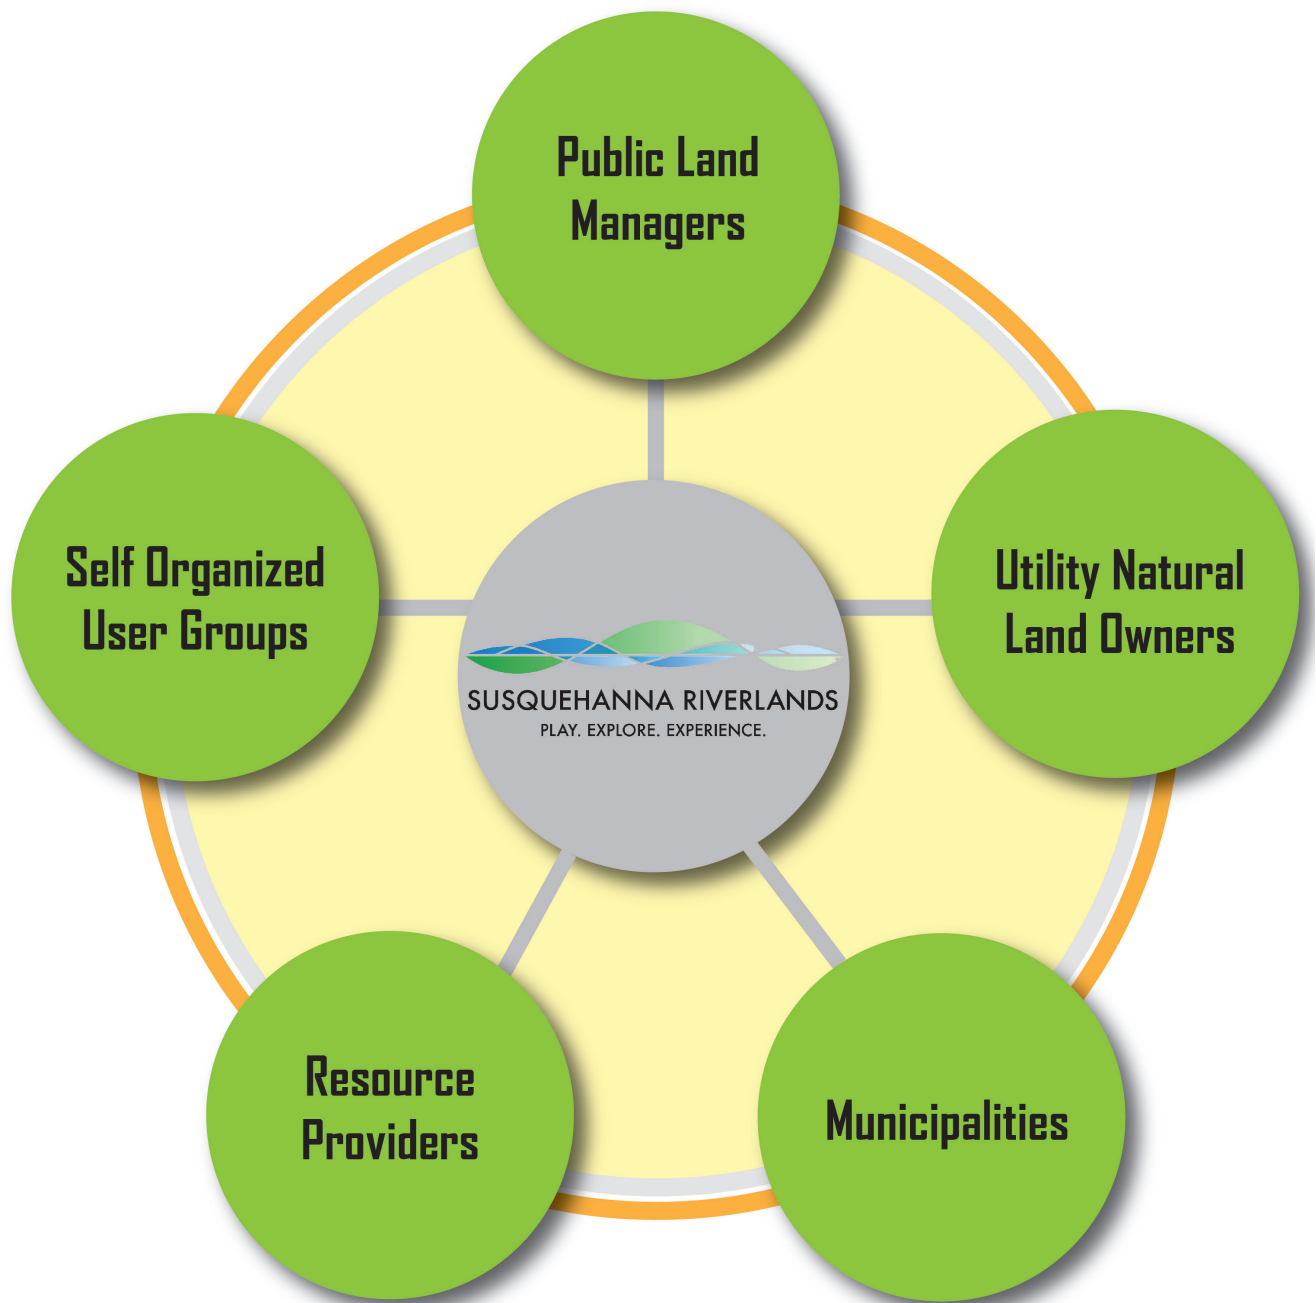 Public Land
Managers
Self Organized
User Groups
Utility Natural
Land Owners
SUSQUEHANNA RIVERLANDS
PLAY. EXPLORE. EXPERIENCE.
Resource
Providers
Municipalities